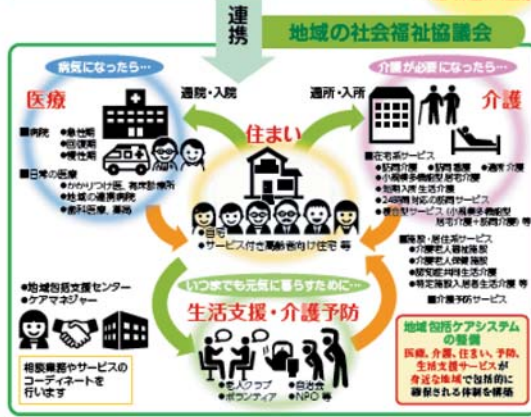 連携
地域の社会福祉協議会
病気になったら…
医療
■病院
●急性期
●回復期
●慢性期
■日常の医療
●かかりつけ医、有床診療所
●地域の連携病院
●歯科医療、薬局
通院・入院
通所・入所
住まい
●自宅
●サービス付き高齢者向け住宅 等
介護が必要になったら…
介護
■在宅系サービス
●訪問介護 ●訪問看護 ●通所介護
●小規模多機能型居宅介護
●短期入所生活介護
●24時間対応の訪問サービス
●複合型サービス(小規模多機能型
居宅介護+訪問介護)等
■施設・居住系サービス
●介護老人福祉施設
●介護老人保健施設
●認知症共同生活介護
●特定施設入居者生活介護 等
■介護予防サービス
●地域包括支援センター
●ケアマネジャー
相談業務やサービスの
コーディネートを
行います
いつまでも元気に暮らすために…
生活支援・介護予防
●老人クラブ ●自治会
●ボランティア ●NPO 等
地域包括ケアシステム
の整備
医療、介護、住まい、予防、
生活支援サービスが
身近な地域で包括的に
確保される体制を構築